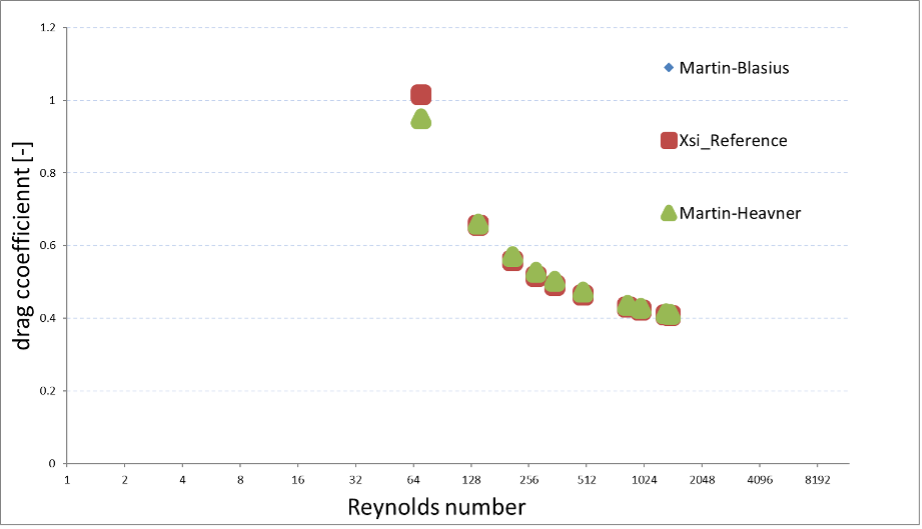 1.2
1
0.8
0.6
0.4
0.2
0
drag ccoefficiennt [-]
Martin-Blasius
Xsi_Reference
Martin-Heavner
1 2 4 8 16 32 64 128 256 512 1024 2048 4096 8192
Reynolds number